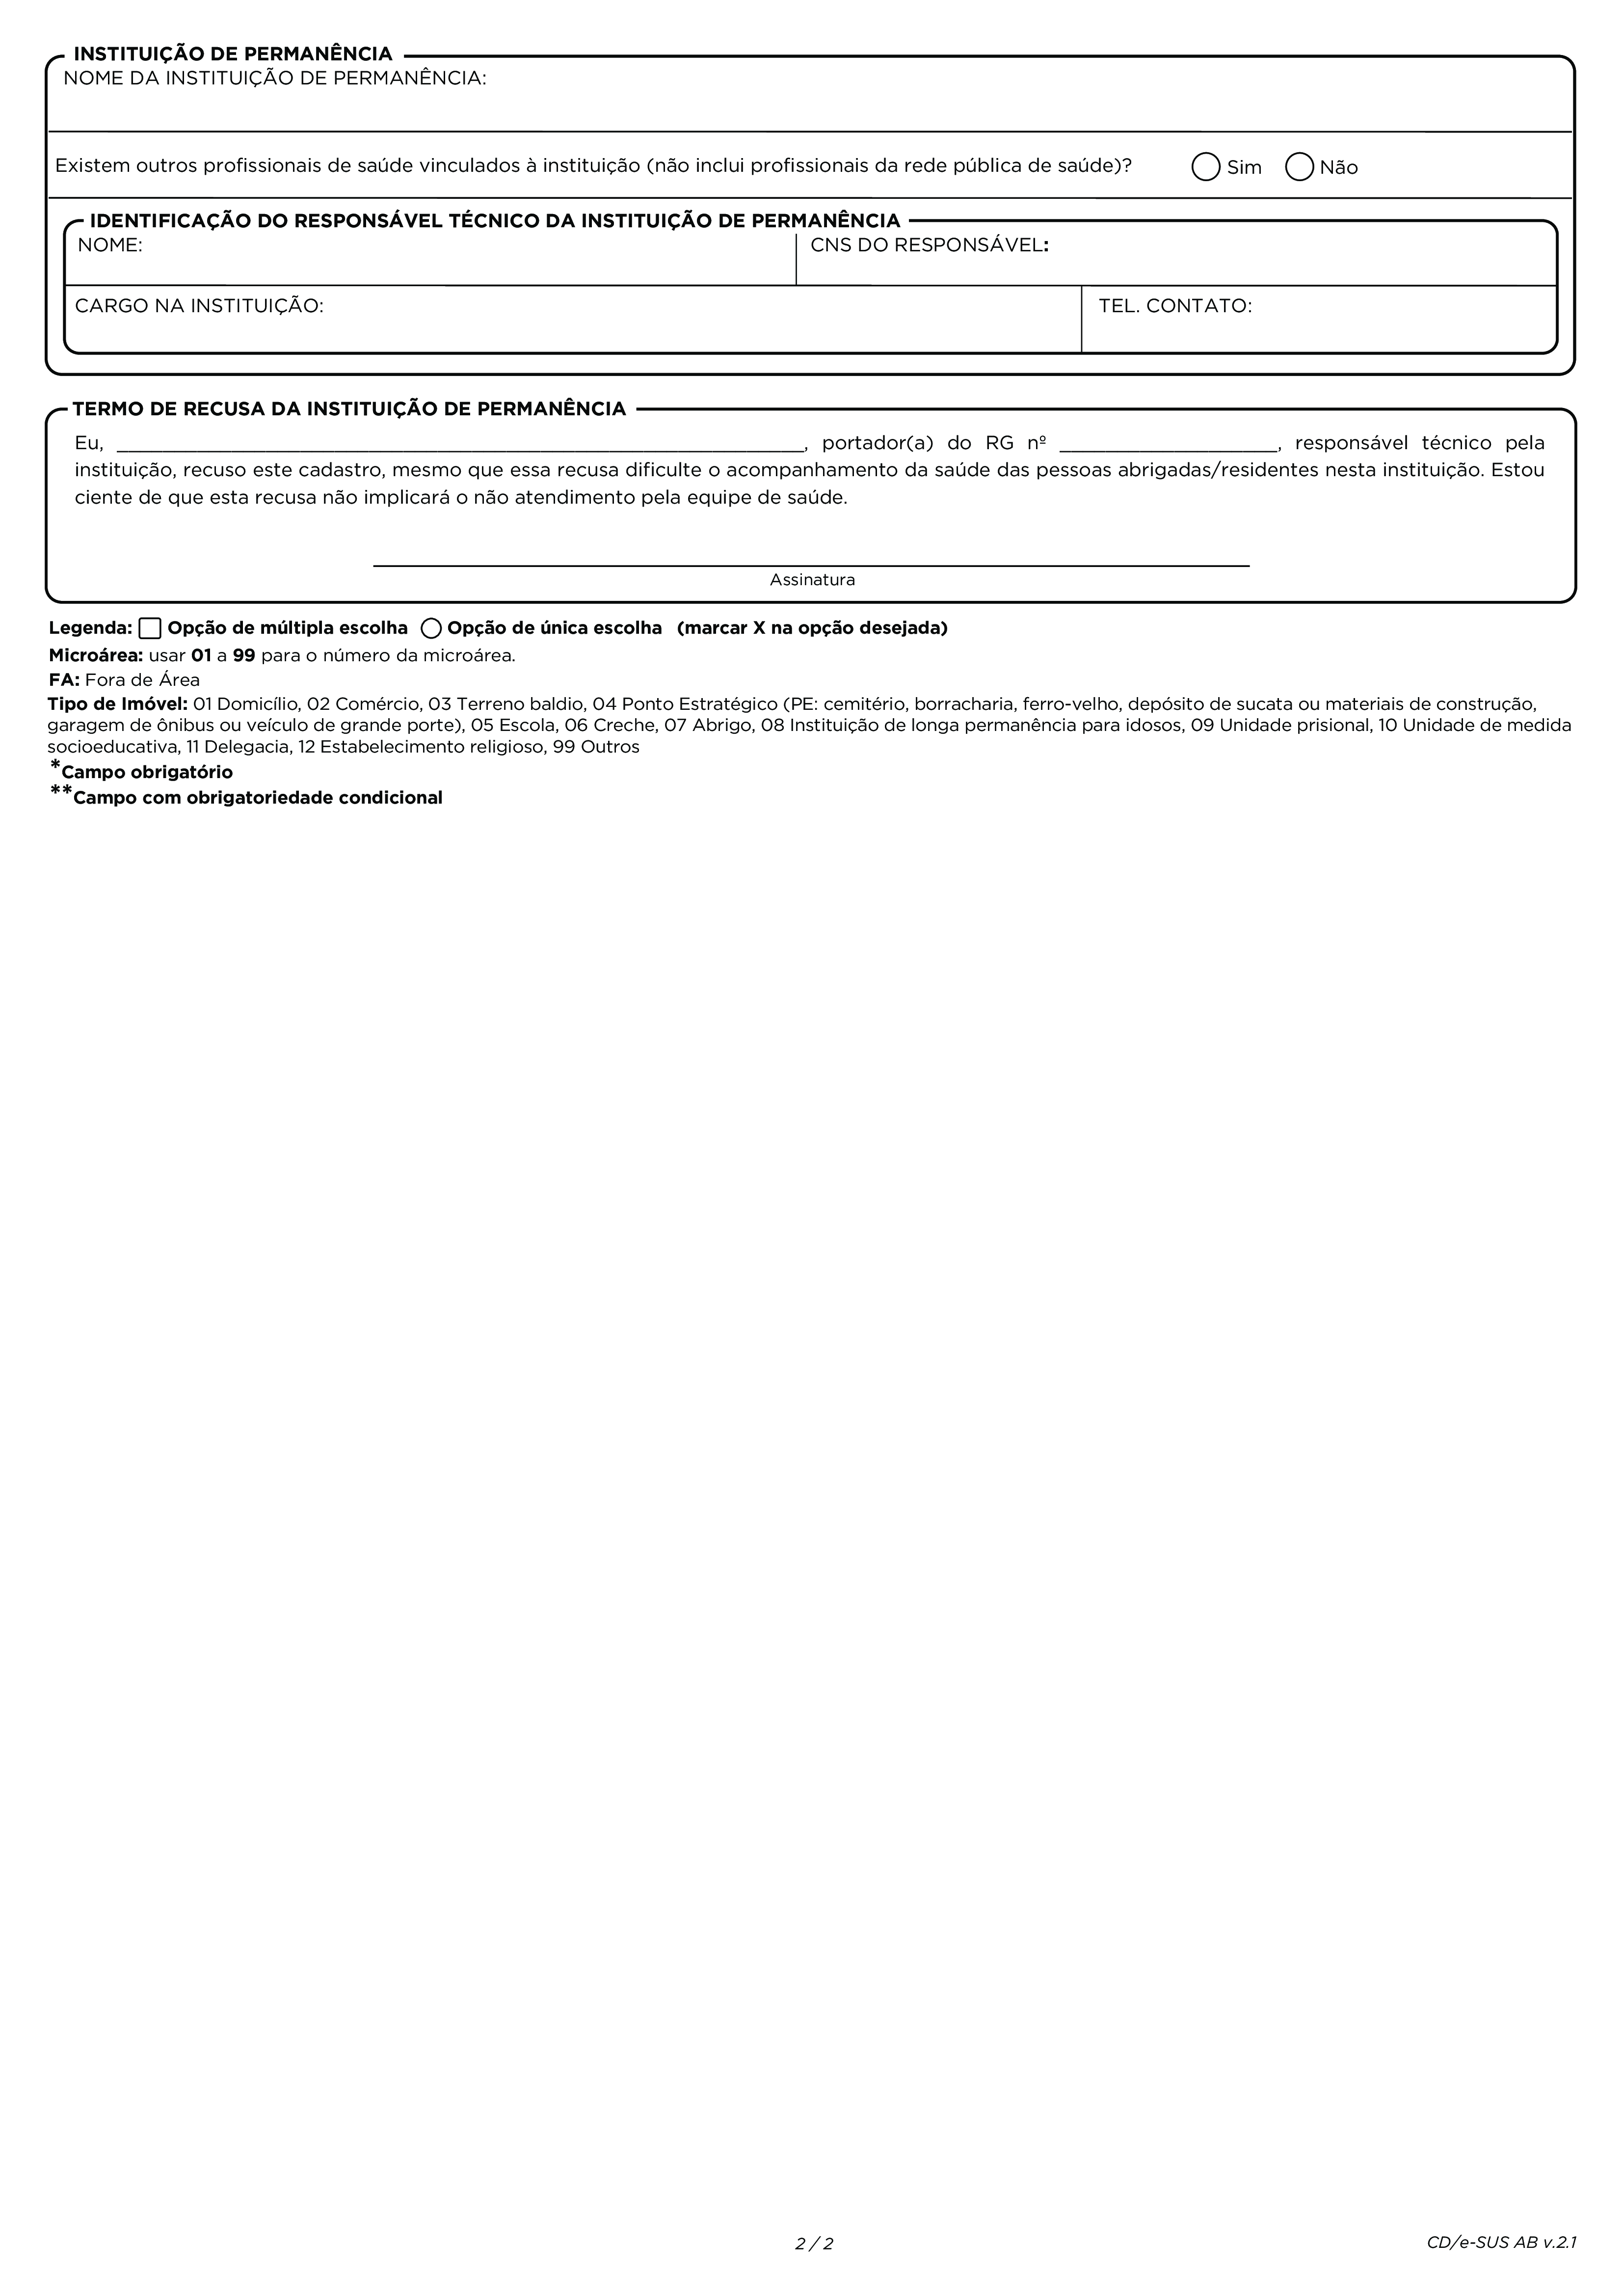 INSTITUIÇÃO DE PERMANÊNCIA
NOME DA INSTITUIÇÃO DE PERMANÊNCIA:
Existem outros profissionais de saúde vinculados à instituição (não inclui profissionais da rede pública de saúde)? Sim Não
IDENTIFICAÇÃO DO RESPONSÁVEL TÉCNICO DA INSTITUIÇÃO DE PERMANÊNCIA
NOME: CNS DO RESPONSÁVEL:
CARGO NA INSTITUIÇÃO: TEL. CONTATO:
TERMO DE RECUSA DA INSTITUIÇÃO DE PERMANÊNCIA
Eu, ____________________________________________________________, portador(a) do RG nº ___________________, responsável técnico pela
instituição, recuso este cadastro, mesmo que essa recusa dificulte o acompanhamento da saúde das pessoas abrigadas/residentes nesta instituição. Estou
ciente de que esta recusa não implicará o não atendimento pela equipe de saúde.
Assinatura
Legenda: Opção de múltipla escolha Opção de única escolha (marcar X na opção desejada)
Microárea: usar 01 a 99 para o número da microárea.
FA: Fora de Área
Tipo de Imóvel: 01 Domicílio, 02 Comércio, 03 Terreno baldio, 04 Ponto Estratégico (PE: cemitério, borracharia, ferro-velho, depósito de sucata ou materiais de construção,
garagem de ônibus ou veículo de grande porte), 05 Escola, 06 Creche, 07 Abrigo, 08 Instituição de longa permanência para idosos, 09 Unidade prisional, 10 Unidade de medida
socioeducativa, 11 Delegacia, 12 Estabelecimento religioso, 99 Outros
*Campo obrigatório
**Campo com obrigatoriedade condicional
2 / 2
CD/e-SUS AB v.2.1